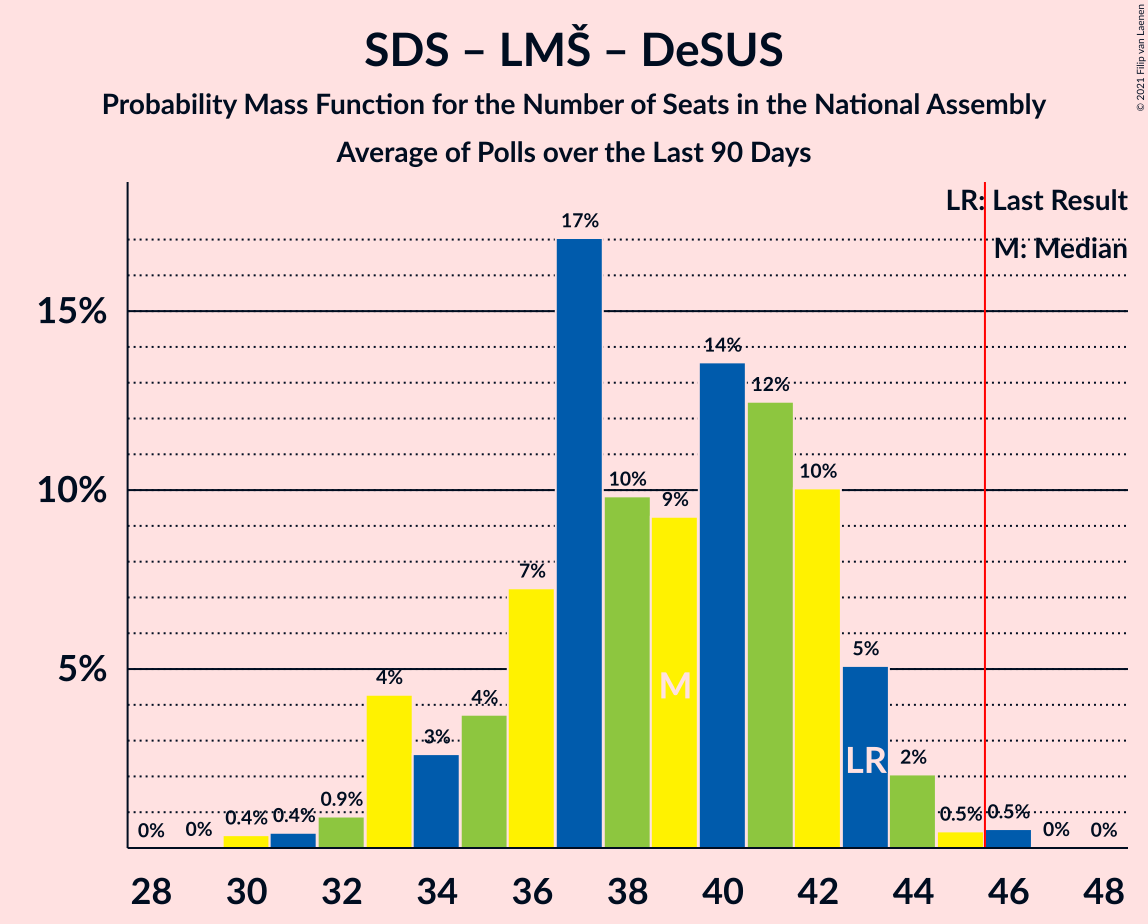 SDS – LMŠ – DeSUS
Probability Mass Function for the Number of Seats in the National Assembly
Average of Polls over the Last 90 Days
© 2021 Filip van Laenen
LR: Last Result
M: Median
15%
10%
5%
0%
0%
0.4%
0.4%
0.9%
4%
3%
4%
7%
17%
10%
9%
14%
12%
10%
5%
2%
0.5%
0.5%
0%
0%
M
LR
28 30 32 34 36 38 40 42 44 46 48